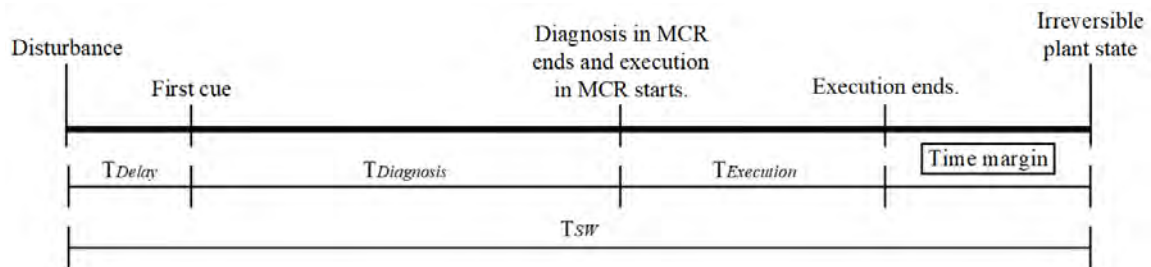 Disturbance
First cue
Diagnosis in MCR
ends and execution
in MCR starts.
Execution ends.
Irreversible
plant state
TDelay
TDiagnosis
TExecution
Time margin
TSW